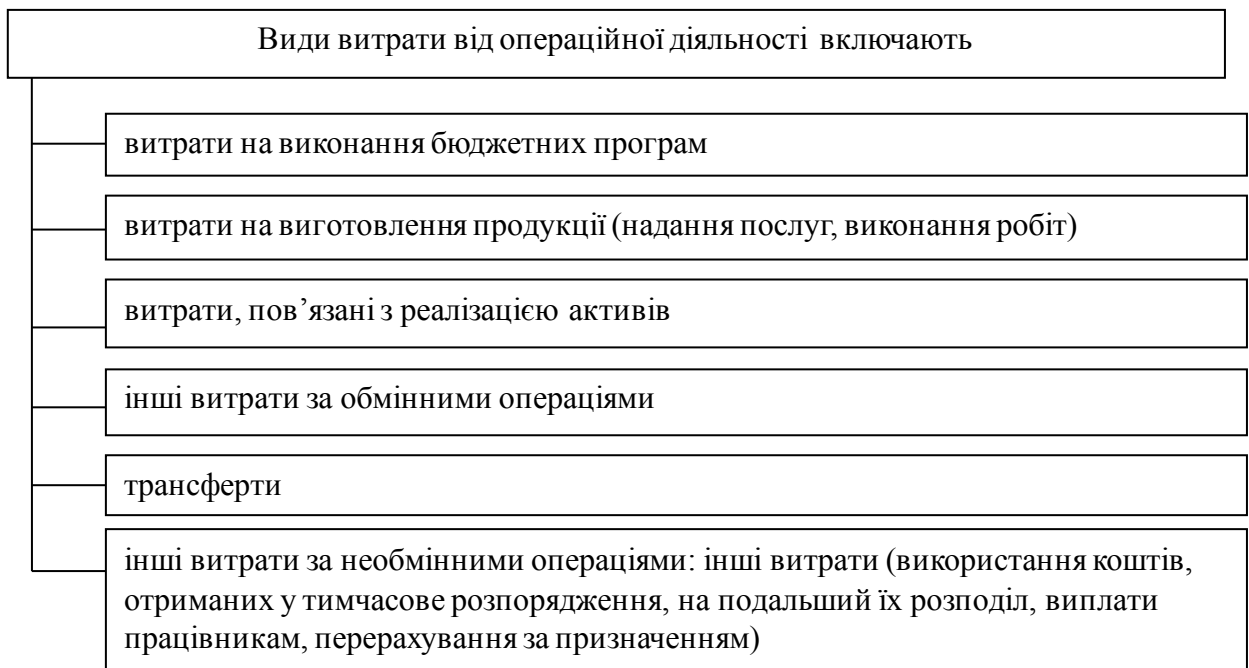 Види витрати від операційної діяльності включають
витрати на виконання бюджетних програм
витрати на виготовлення продукції (надання послуг, виконання робіт)
витрати, пов’язані з реалізацією активів
інші витрати за обмінними операціями
трансферти
інші витрати за необмінними операціями: інші витрати (використання коштів,
отриманих у тимчасове розпорядження, на подальший їх розподіл, виплати
працівникам, перерахування за призначенням)